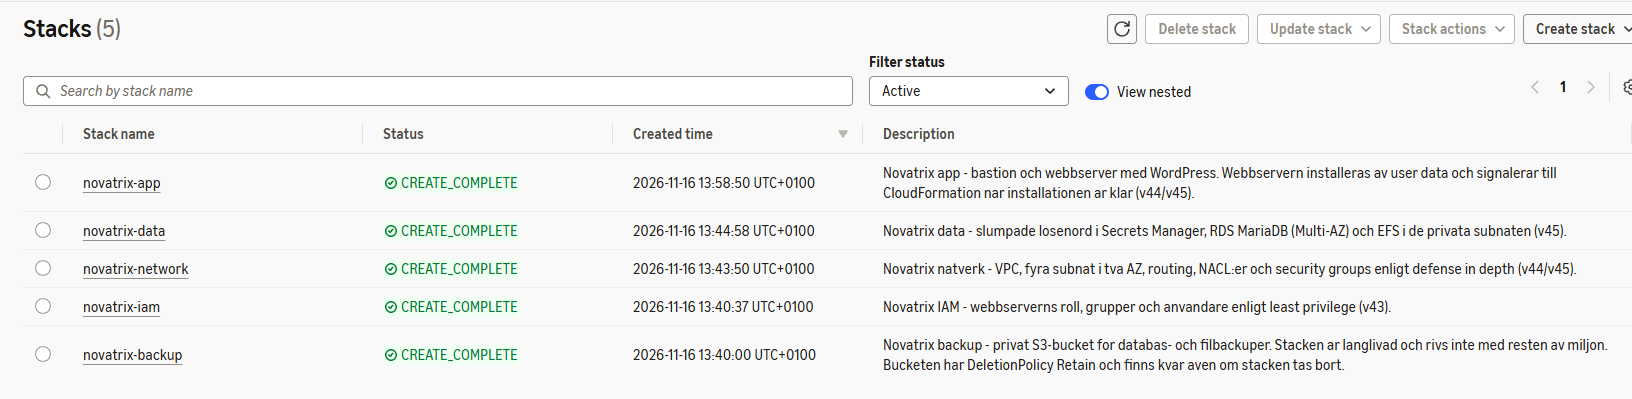 Stacks (5)
Delete stack
Update stack
Stack actions
Create stack
Filter status
Search by stack name
Active
View nested
1
Stack name
Status
Created time
Description
novatrix-app
CREATE_COMPLETE
2026-11-16 13:58:50 UTC+0100
Novatrix app - bastion och webbserver med WordPress. Webbservern installeras av user data och signalerar till
CloudFormation nar installationen ar klar (v44/v45).
novatrix-data
CREATE_COMPLETE
2026-11-16 13:44:58 UTC+0100
Novatrix data - slumpade losenord i Secrets Manager, RDS MariaDB (Multi-AZ) och EFS i de privata subnaten (v45).
novatrix-network
CREATE_COMPLETE
2026-11-16 13:43:50 UTC+0100
Novatrix natverk - VPC, fyra subnat i tva AZ, routing, NACL:er och security groups enligt defense in depth (v44/v45).
novatrix-iam
CREATE_COMPLETE
2026-11-16 13:40:37 UTC+0100
Novatrix IAM - webbserverns roll, grupper och anvandare enligt least privilege (v43).
novatrix-backup
CREATE_COMPLETE
2026-11-16 13:40:00 UTC+0100
Novatrix backup - privat S3-bucket for databas- och filbackuper. Stacken ar langlivad och rivs inte med resten av miljon.
Bucketen har DeletionPolicy Retain och finns kvar aven om stacken tas bort.